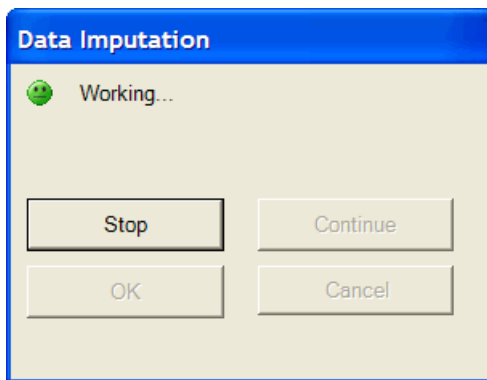 Data Imputation
Working...
Stop
Continue
OK
Cancel